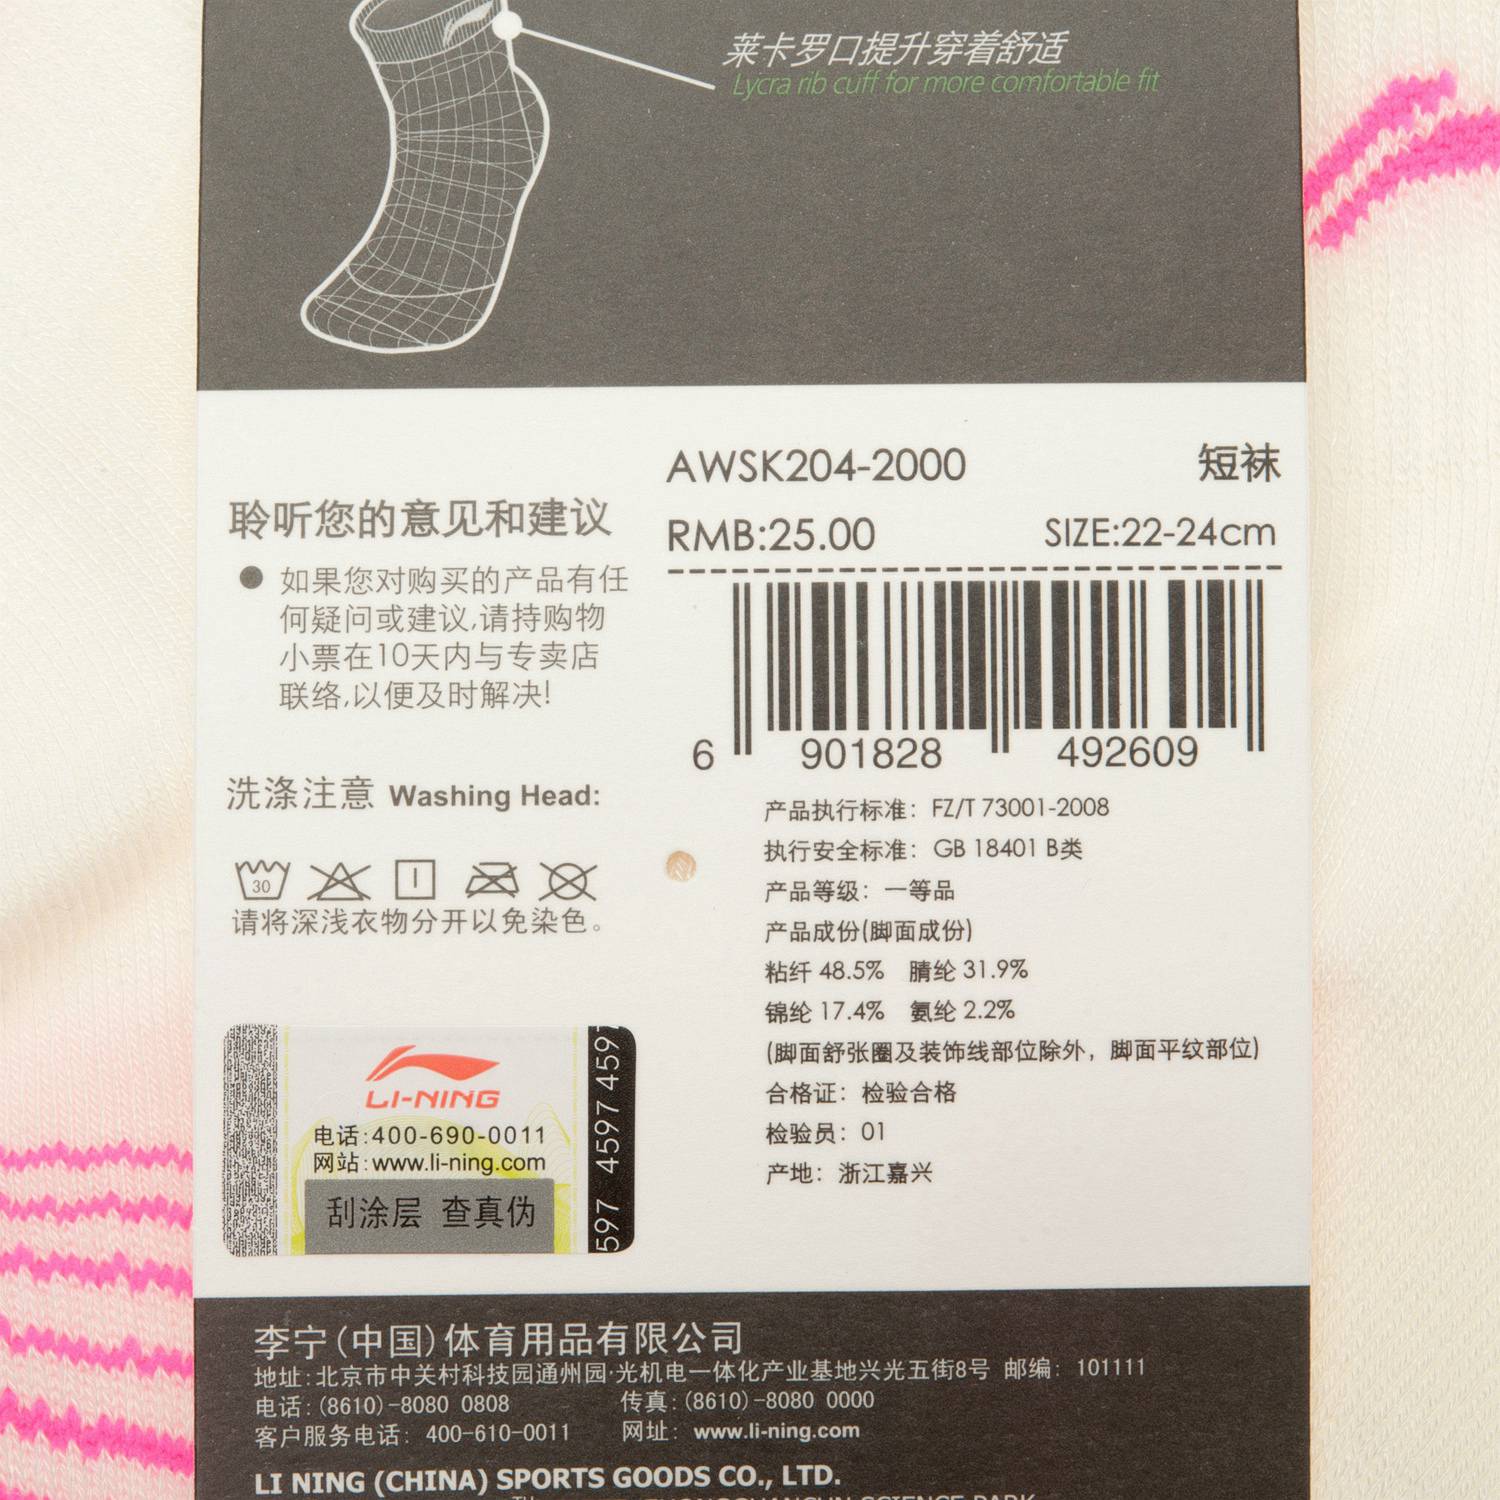 莱卡罗口提升穿着舒适
Lycra rib cuff for more comfortable fit
AWSK204-2000 短袜
RMB:25.00 SIZE:22-24cm
6 901828 492609
聆听您的意见和建议
● 如果您对购买的产品有任
何疑问或建议,请持购物
小票在10天内与专卖店
联络,以便及时解决!
洗涤注意 Washing Head:
30
请将深浅衣物分开以免染色。
产品执行标准：FZ/T 73001-2008
执行安全标准：GB 18401 B类
产品等级：一等品
产品成份(脚面成份)
粘纤 48.5% 腈纶 31.9%
锦纶 17.4% 氨纶 2.2%
(脚面舒张圈及装饰线部位除外，脚面平纹部位)
合格证：检验合格
检验员：01
产地：浙江嘉兴
LI-NING
电话:400-690-0011
网站:www.li-ning.com
刮涂层 查真伪
597 4597 459
李宁(中国)体育用品有限公司
地址:北京市中关村科技园通州园·光机电一体化产业基地兴光五街8号 邮编: 101111
电话:(8610)-8080 0808 传真:(8610)-8080 0000
客户服务电话: 400-610-0011 网址: www.li-ning.com
LI NING (CHINA) SPORTS GOODS CO., LTD.